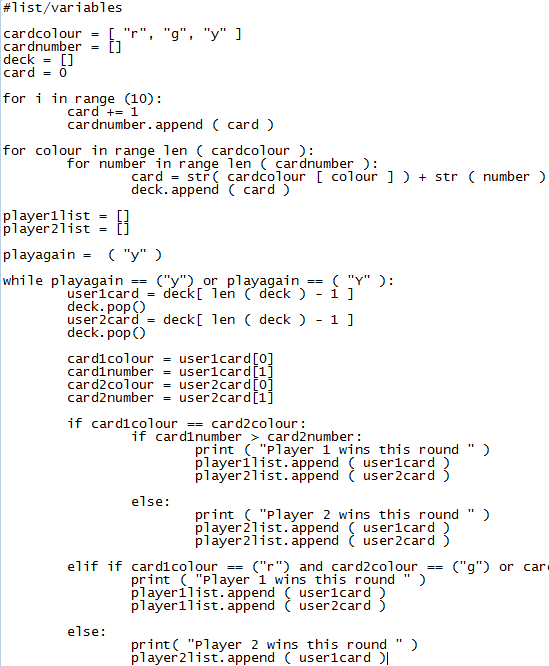 #list/variables
cardcolour = [ "r", "g", "y" ]
cardnumber = []
deck = []
card = 0
for i in range (10):
card += 1
cardnumber.append ( card )
for colour in range len ( cardcolour ):
for number in range len ( cardnumber ):
card = str( cardcolour [ colour ] ) + str ( number )
deck.append ( card )
player1list = []
player2list = []
playagain =  ( "y" )
while playagain == ("y") or playagain == ( "Y" ):
user1card = deck[ len ( deck ) - 1 ]
deck.pop()
user2card = deck[ len ( deck ) - 1 ]
deck.pop()
card1colour = user1card[0]
card1number = user1card[1]
card2colour = user2card[0]
card2number = user2card[1]
if card1colour == card2colour:
if card1number > card2number:
print ( "Player 1 wins this round " )
player1list.append ( user1card )
player2list.append ( user2card )
else:
print ( "Player 2 wins this round " )
player2list.append ( user1card )
player2list.append ( user2card )
elif if card1colour == ("r") and card2colour == ("g") or car
print ( "Player 1 wins this round " )
player1list.append ( user1card )
player1list.append ( user2card )
else:
print( "Player 2 wins this round " )
player2list.append ( user1card )